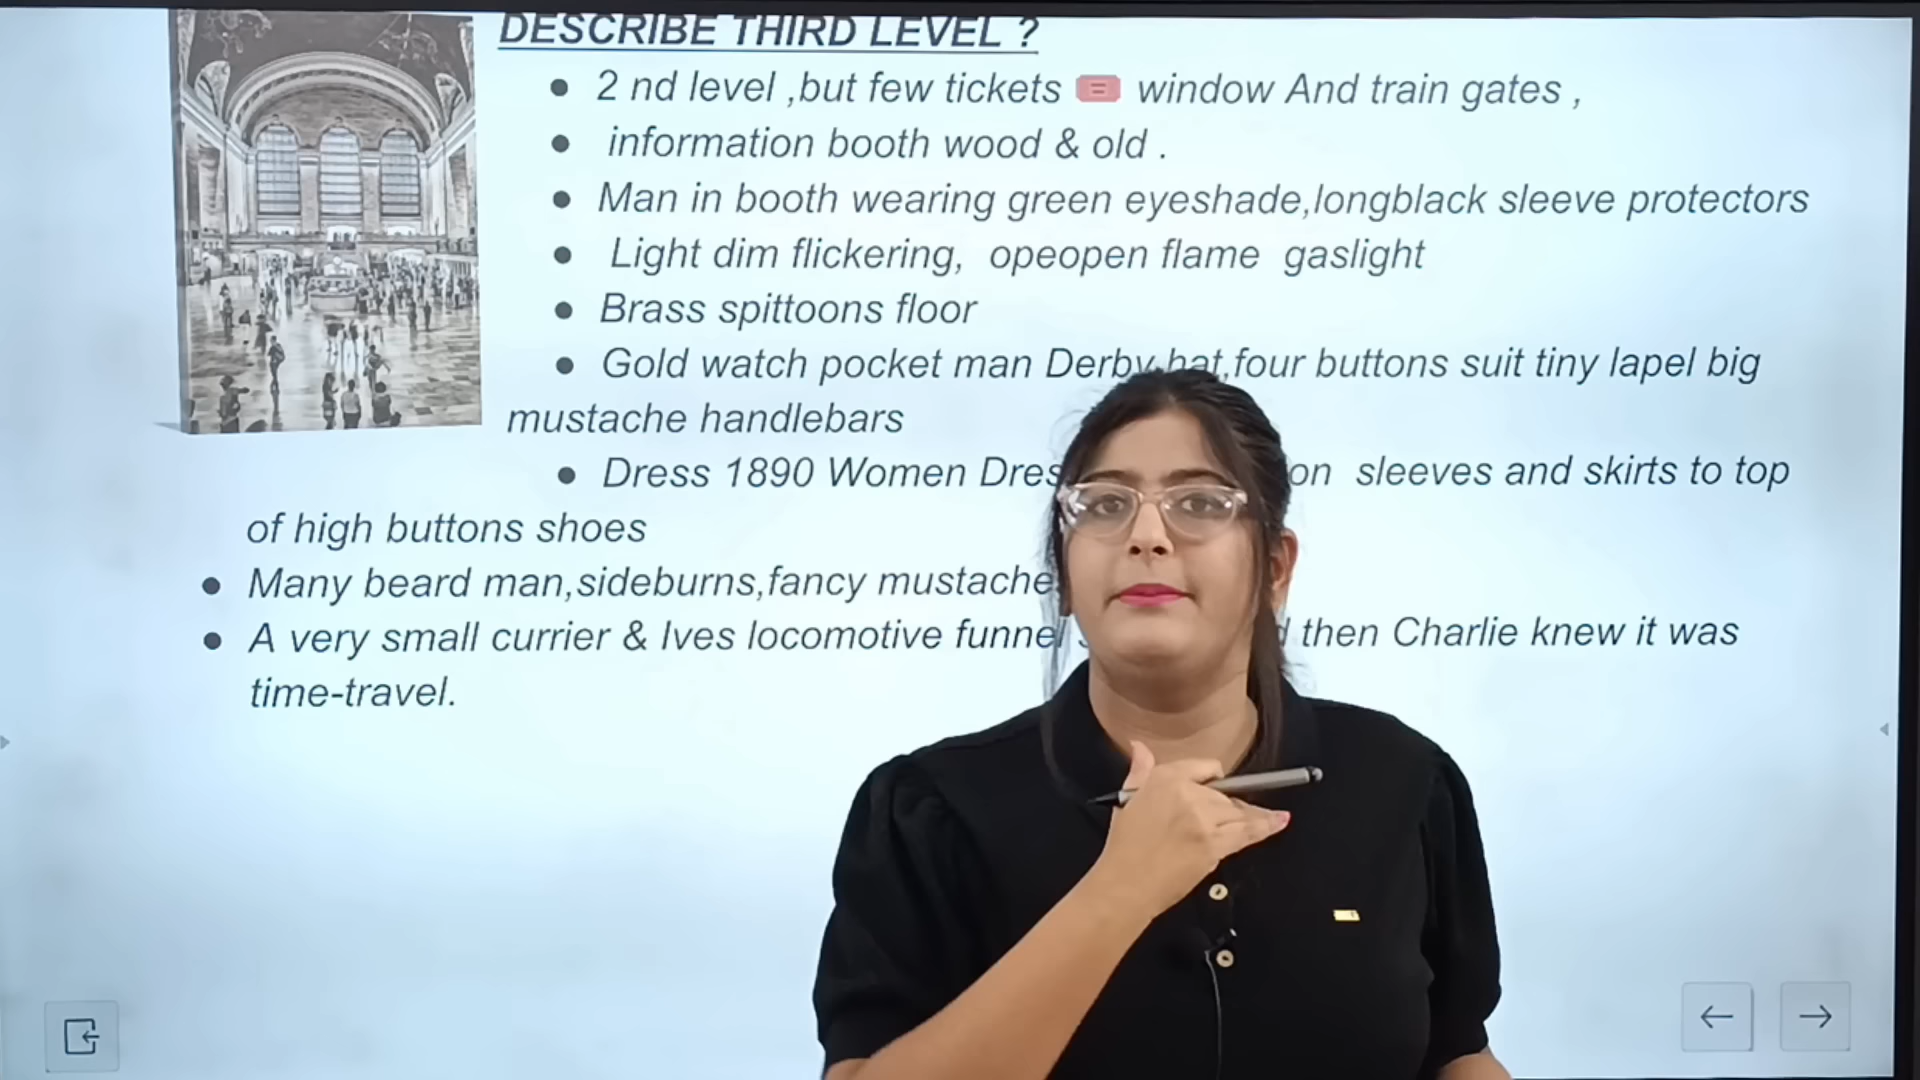 DESCRIBE THIRD LEVEL ?
2 nd level ,but few tickets window And train gates ,
information booth wood & old .
Man in booth wearing green eyeshade,longblack sleeve protectors
Light dim flickering, opeopen flame gaslight
Brass spittoons floor
Gold watch pocket man Derby hat,four buttons suit tiny lapel big
mustache handlebars
Dress 1890 Women sleeves and skirts to top
of high buttons shoes
Many beard man,sideburns,fancy mustache
A very small currier & Ives locomotive funnel then Charlie knew it was
time-travel.